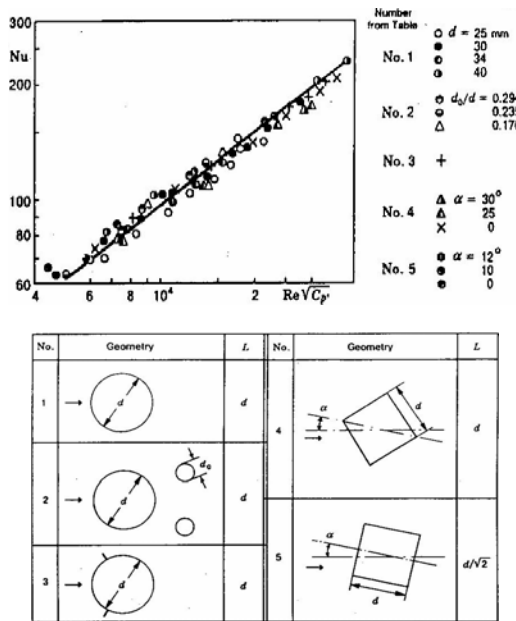 300
Nu
200
100
80
60
4
6
8
10⁴
2
Re√Cₚ'
Number
from Table
No. 1
d = 25 mm
30
34
40
No. 2
d₀/d = 0.294
0.235
0.176
No. 3
No. 4
α = 30°
25
0
No. 5
α = 12°
10
0
No. Geometry L
1 d d
2 d d₀ d
3 d d
No. Geometry L
4 α d d
5 α d d/√2